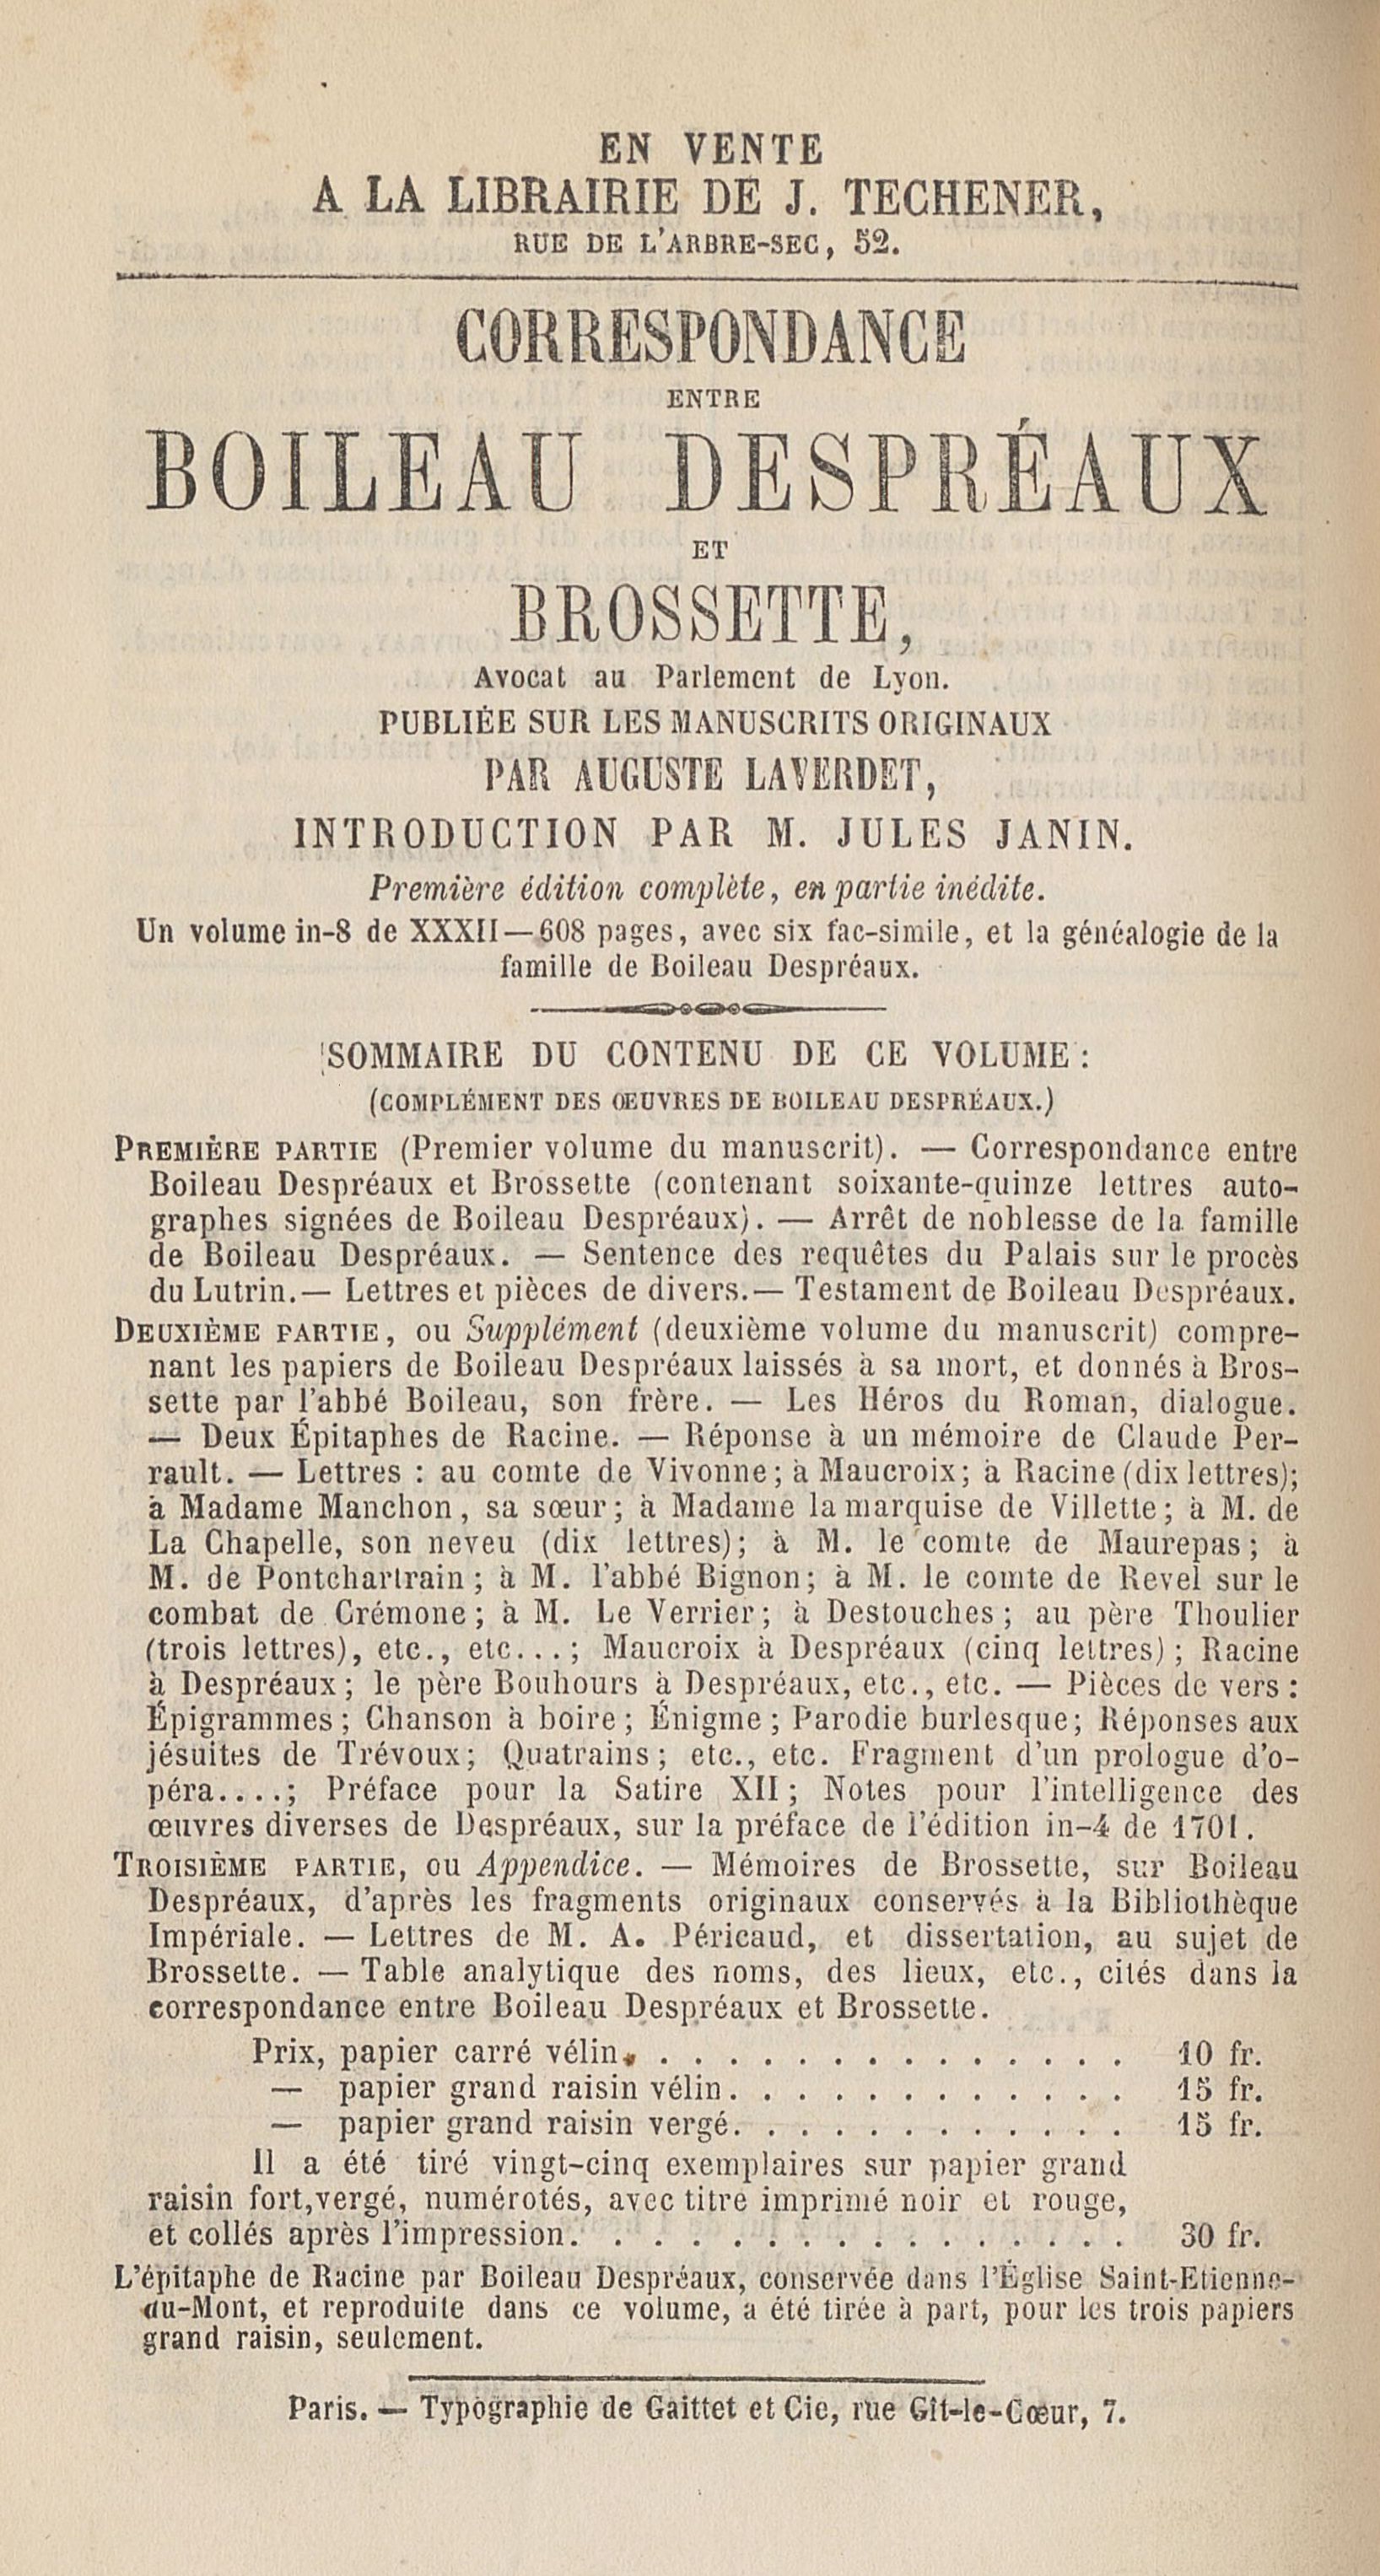 EN VENTE
A LA LIBRAIRIE DE J. TECHENER,
RUE DE L'ARBRE-SEC, 52.
CORRESPONDANCE
ENTRE
BOILEAU DESPRÉAUX
ET
BROSSETTE,
Avocat au Parlement de Lyon.
PUBLIÉE SUR LES MANUSCRITS ORIGINAUX
PAR AUGUSTE LAVERDET,
INTRODUCTION PAR M. JULES JANIN.
Première édition complète, en partie inédite.
Un volume in-8 de XXXII—608 pages, avec six fac-simile, et la généalogie de la
famille de Boileau Despréaux.
SOMMAIRE DU CONTENU DE CE VOLUME :
(COMPLÉMENT DES ŒUVRES DE BOILEAU DESPRÉAUX.)
PREMIÈRE PARTIE (Premier volume du manuscrit). — Correspondance entre
Boileau Despréaux et Brossette (contenant soixante-quinze lettres auto-
graphes signées de Boileau Despréaux). — Arrêt de noblesse de la famille
de Boileau Despréaux. — Sentence des requêtes du Palais sur le procès
du Lutrin.— Lettres et pièces de divers.— Testament de Boileau Despréaux.
DEUXIÈME PARTIE, ou Supplément (deuxième volume du manuscrit) compre-
nant les papiers de Boileau Despréaux laissés à sa mort, et donnés à Bros-
sette par l'abbé Boileau, son frère. — Les Héros du Roman, dialogue.
— Deux Épitaphes de Racine. — Réponse à un mémoire de Claude Per-
rault. — Lettres : au comte de Vivonne; à Maucroix; à Racine (dix lettres);
à Madame Manchon, sa sœur; à Madame la marquise de Villette; à M. de
La Chapelle, son neveu (dix lettres); à M. le comte de Maurepas; à
M. de Pontchartrain; à M. l'abbé Bignon; à M. le comte de Revel sur le
combat de Crémone; à M. Le Verrier; à Destouches; au père Thoulier
(trois lettres), etc., etc...; Maucroix à Despréaux (cinq lettres); Racine
à Despréaux; le père Bouhours à Despréaux, etc., etc. — Pièces de vers :
Épigrammes; Chanson à boire; Énigme; Parodie burlesque; Réponses aux
jésuites de Trévoux; Quatrains; etc., etc. Fragment d'un prologue d'o-
péra....; Préface pour la Satire XII; Notes pour l'intelligence des
œuvres diverses de Despréaux, sur la préface de l'édition in-4 de 1701.
TROISIÈME PARTIE, ou Appendice. — Mémoires de Brossette, sur Boileau
Despréaux, d'après les fragments originaux conservés à la Bibliothèque
Impériale. — Lettres de M. A. Péricaud, et dissertation, au sujet de
Brossette. — Table analytique des noms, des lieux, etc., cités dans la
correspondance entre Boileau Despréaux et Brossette.
Prix, papier carré vélin. . . . . . . . . . . . . . . 10 fr.
— papier grand raisin vélin. . . . . . . . . . . . 15 fr.
— papier grand raisin vergé. . . . . . . . . . . . 15 fr.
Il a été tiré vingt-cinq exemplaires sur papier grand
raisin fort, vergé, numérotés, avec titre imprimé noir et rouge,
et collés après l'impression. . . . . . . . . . . . . . . 30 fr.
L'épitaphe de Racine par Boileau Despréaux, conservée dans l'Église Saint-Etienne-
du-Mont, et reproduite dans ce volume, a été tirée à part, pour les trois papiers
grand raisin, seulement.
Paris. — Typographie de Gaittet et Cie, rue Gît-le-Cœur, 7.